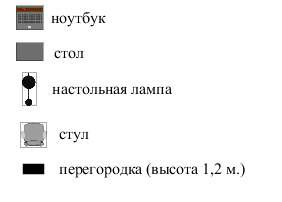 ноутбук
стол
настольная лампа
стул
перегородка (высота 1,2 м.)